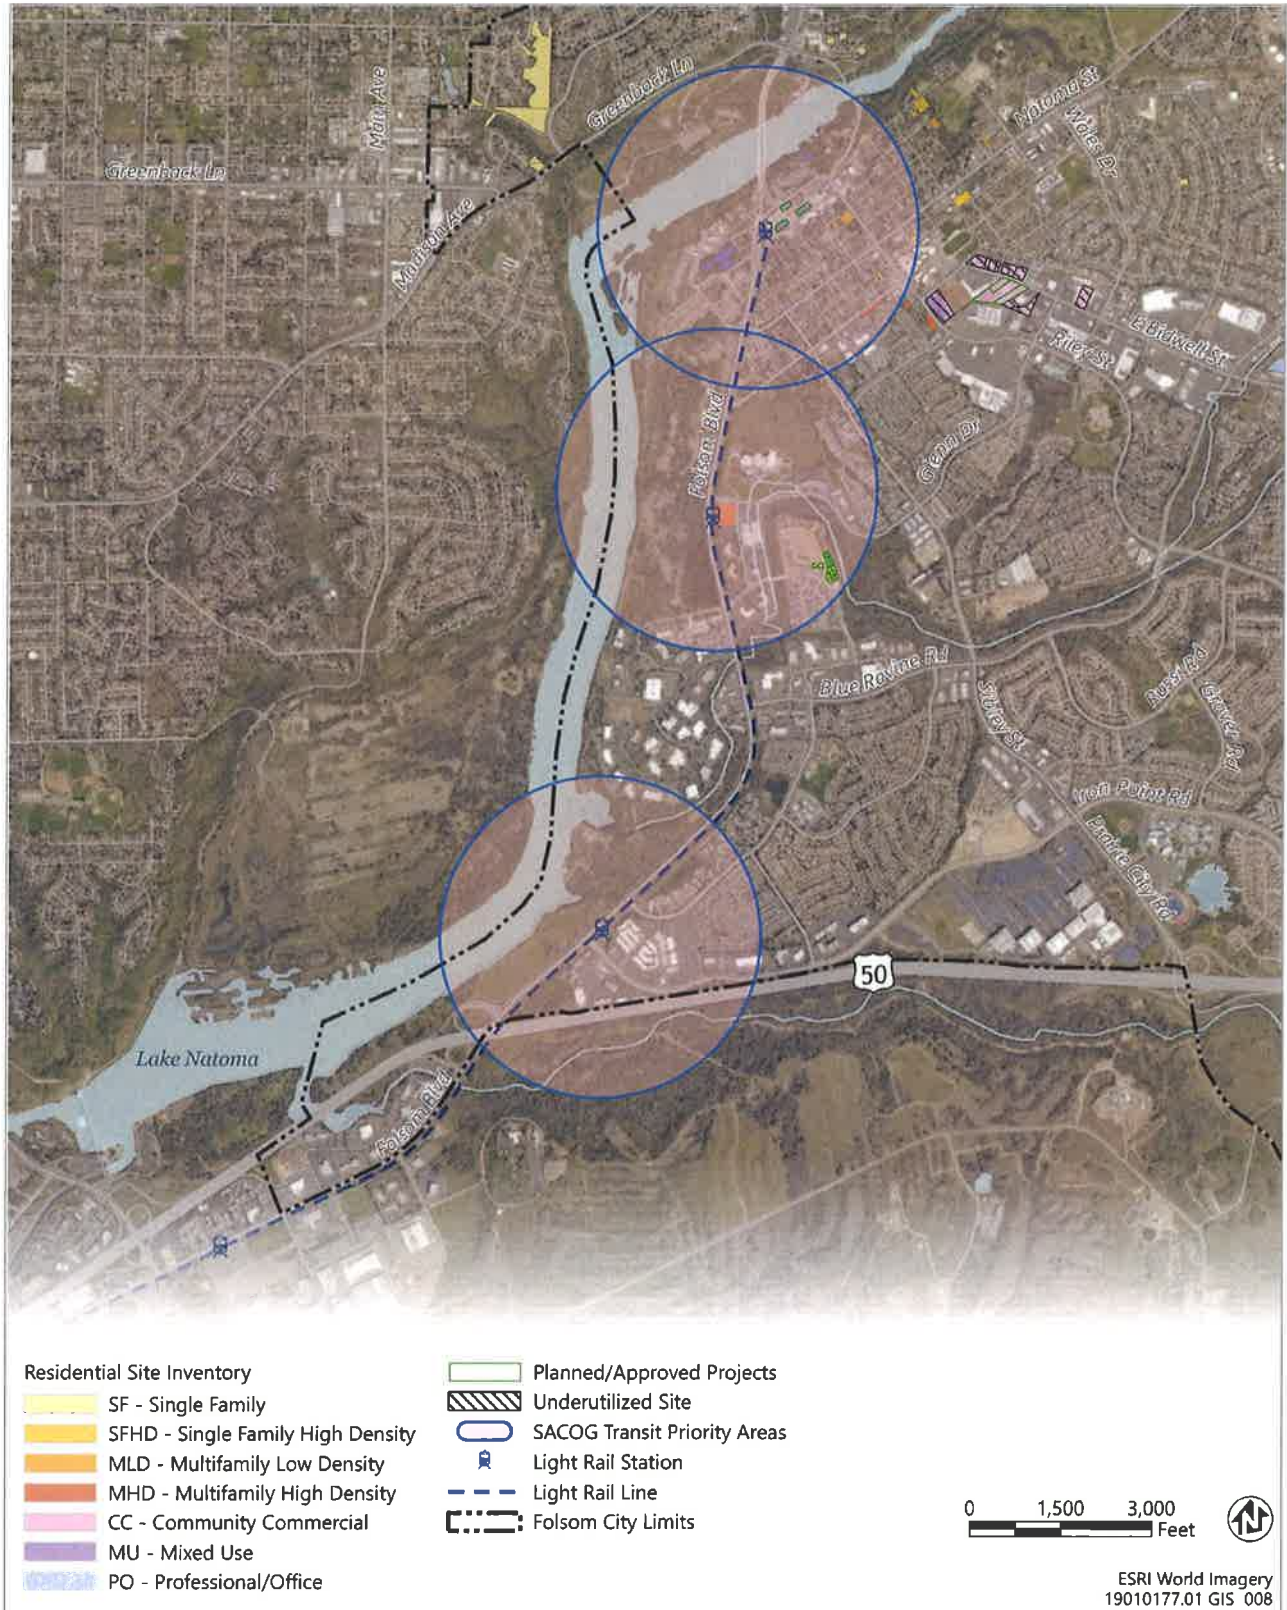 Greenback Ln
Main Ave
Natoma St
Wales Dr
Greenback Ln
Madison Ave
E Bidwell St
Riley St
Folsom Blvd
Glenn Dr
Blue Ravine Rd
Sibley St
Grover Rd
Iron Point Rd
Prairie City Rd
50
Lake Natoma
Folsom Blvd
Residential Site Inventory
SF - Single Family
SFHD - Single Family High Density
MLD - Multifamily Low Density
MHD - Multifamily High Density
CC - Community Commercial
MU - Mixed Use
PO - Professional/Office
Planned/Approved Projects
Underutilized Site
SACOG Transit Priority Areas
Light Rail Station
Light Rail Line
Folsom City Limits
0 1,500 3,000
Feet
N
ESRI World Imagery
19010177.01 GIS 008